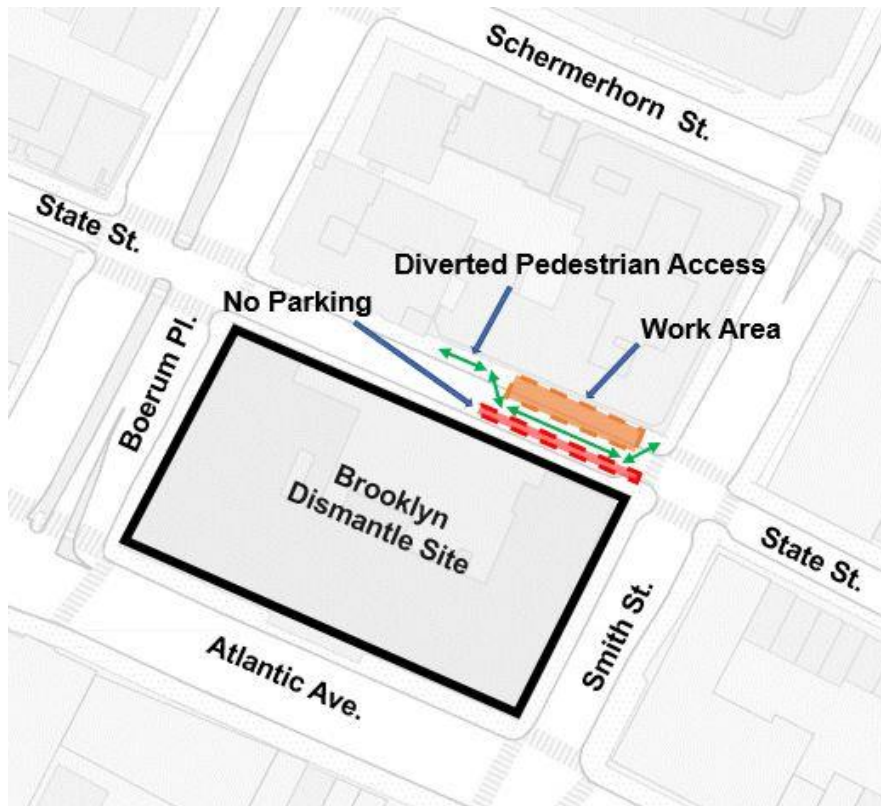 Schermerhorn St.
State St.
Diverted Pedestrian Access
No Parking
Work Area
Boerum Pl.
Brooklyn
Dismantle Site
State St.
Smith St.
Atlantic Ave.